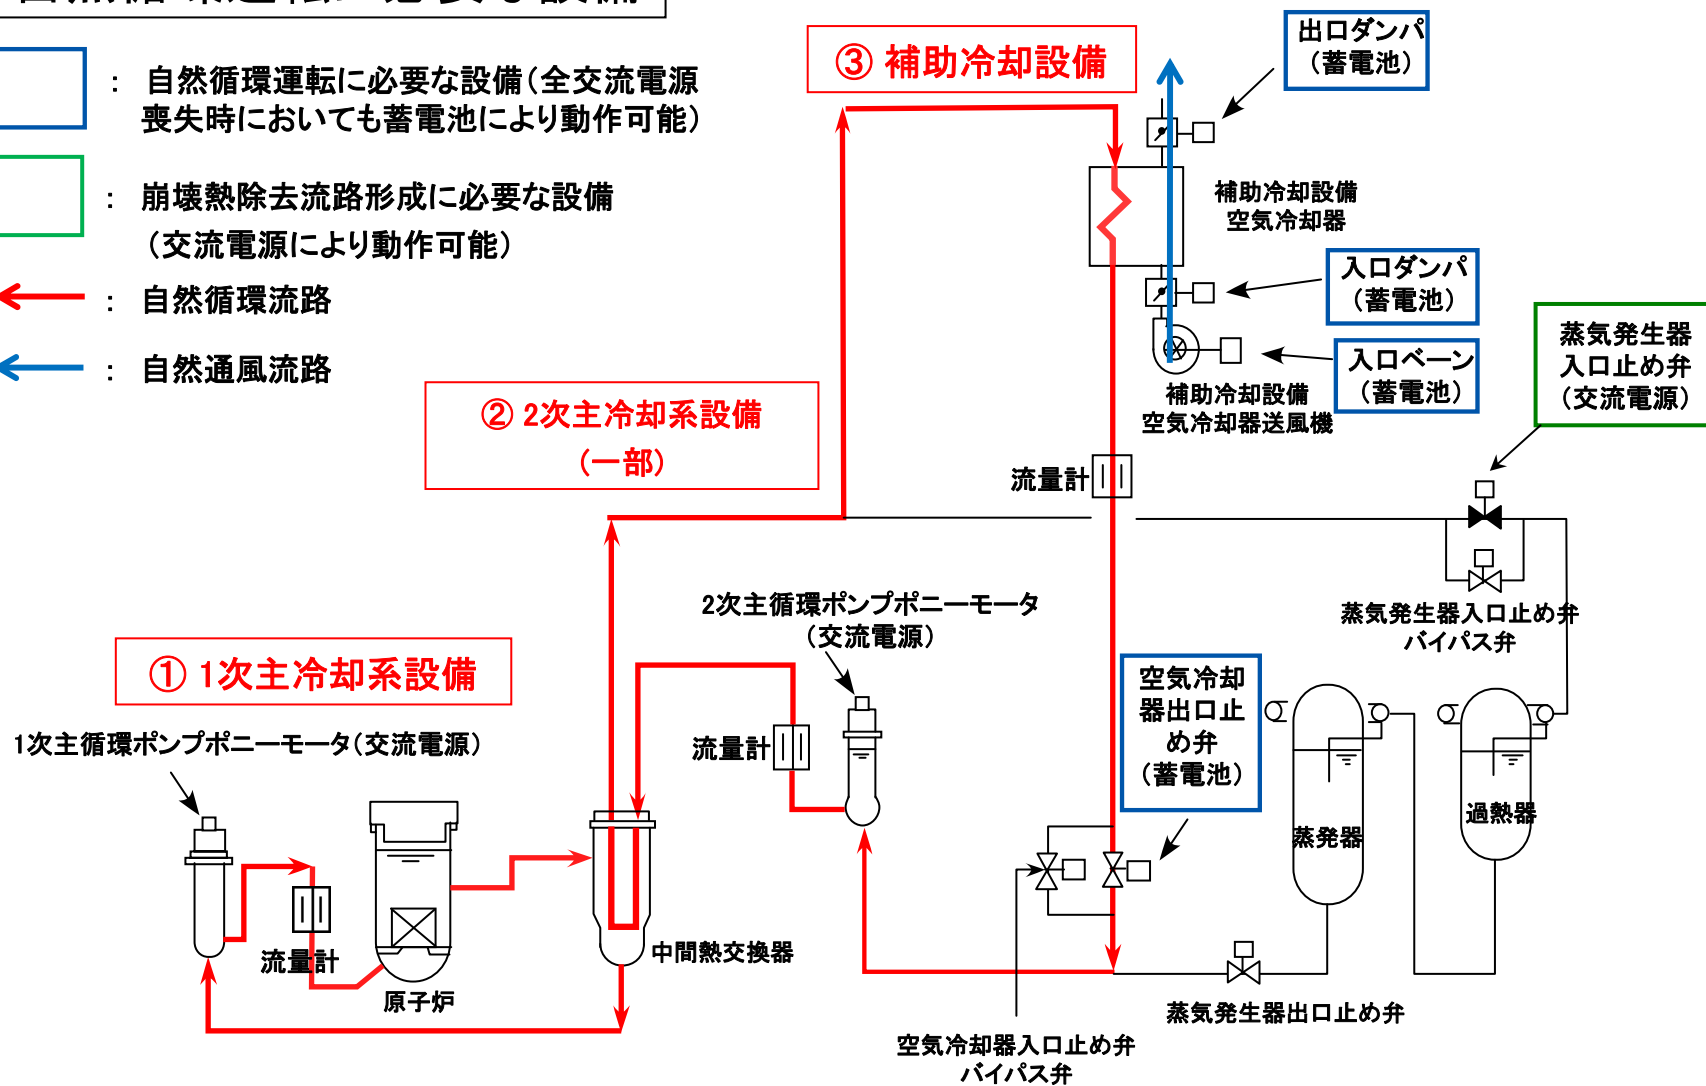 ： 自然循環運転に必要な設備（全交流電源
喪失時においても蓄電池により動作可能）
： 崩壊熱除去流路形成に必要な設備
（交流電源により動作可能）
： 自然循環流路
： 自然通風流路
③ 補助冷却設備
出口ダンパ
（蓄電池）
補助冷却設備
空気冷却器
入口ダンパ
（蓄電池）
入口ベーン
（蓄電池）
補助冷却設備
空気冷却器送風機
蒸気発生器
入口止め弁
（交流電源）
② 2次主冷却系設備
（一部）
流量計
2次主循環ポンプポニーモータ
（交流電源）
蒸気発生器入口止め弁
バイパス弁
① 1次主冷却系設備
1次主循環ポンプポニーモータ（交流電源）
流量計
空気冷却
器出口止
め弁
（蓄電池）
蒸発器
過熱器
流量計
原子炉
中間熱交換器
蒸気発生器出口止め弁
空気冷却器入口止め弁
バイパス弁